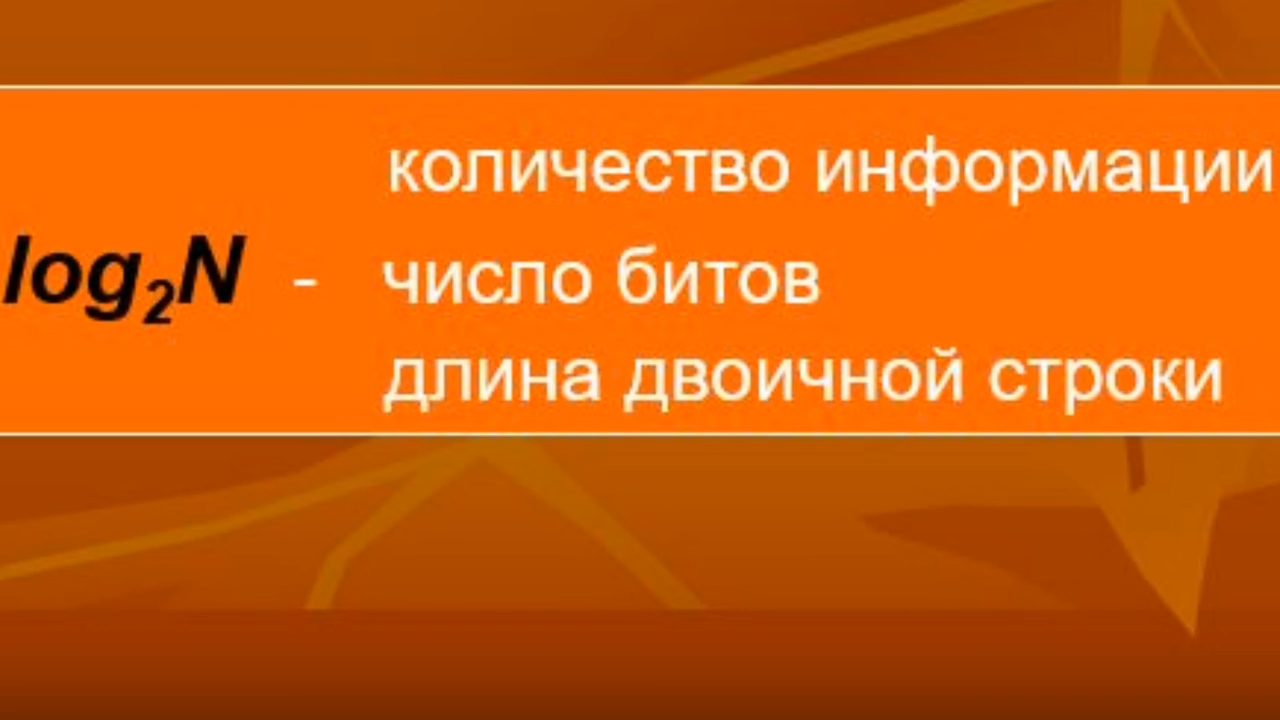 количество информации
log₂N - число битов
длина двоичной строки